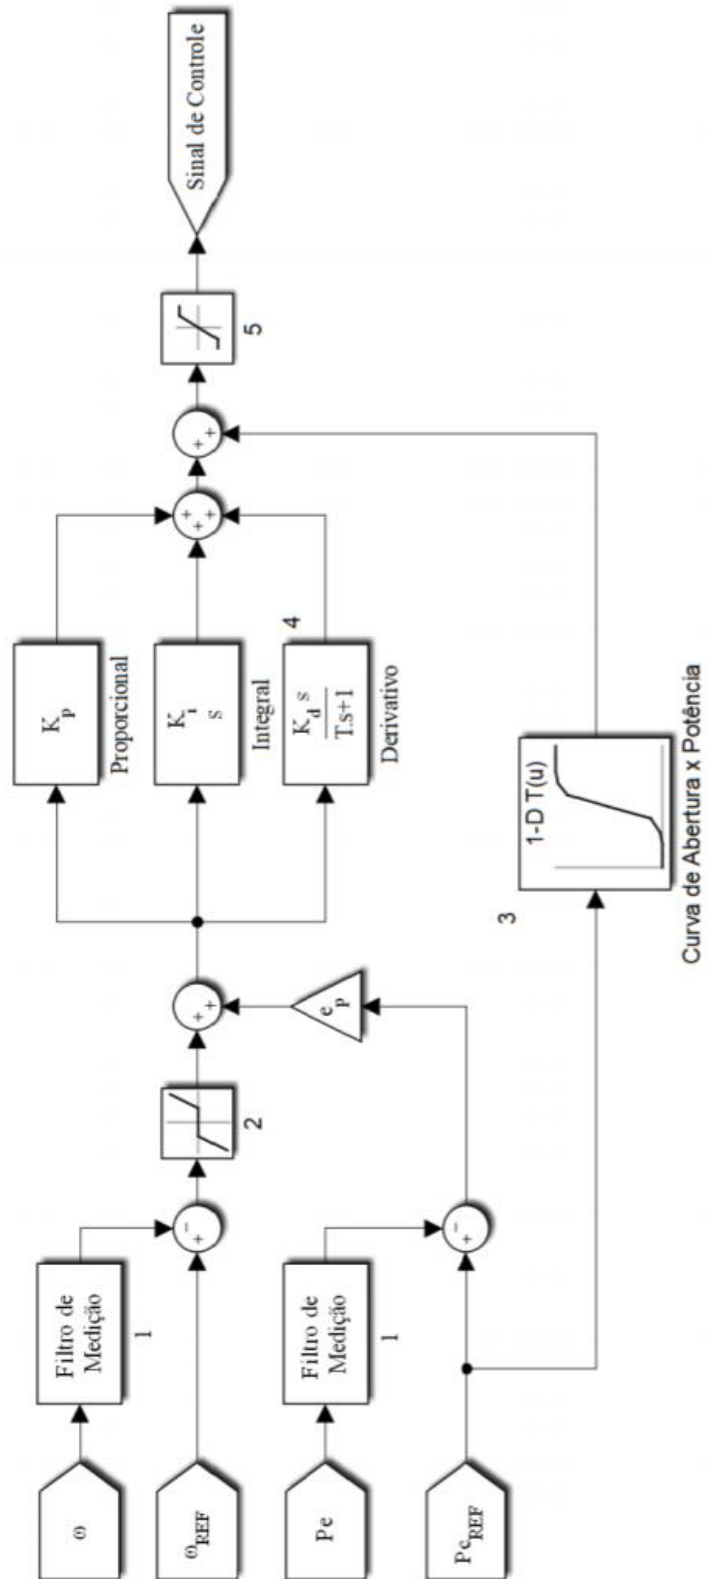 ω
Filtro de
Medição
1
ω_REF
+
−
2
Pe
Filtro de
Medição
1
Pe_REF
+
−
e_p
+
+
K_p
Proporcional
K_i
s
Integral
K_d s
T.s+1
4
Derivativo
+
+
+
+
+
5
Sinal de Controle
3
1-D T(u)
Curva de Abertura x Potência